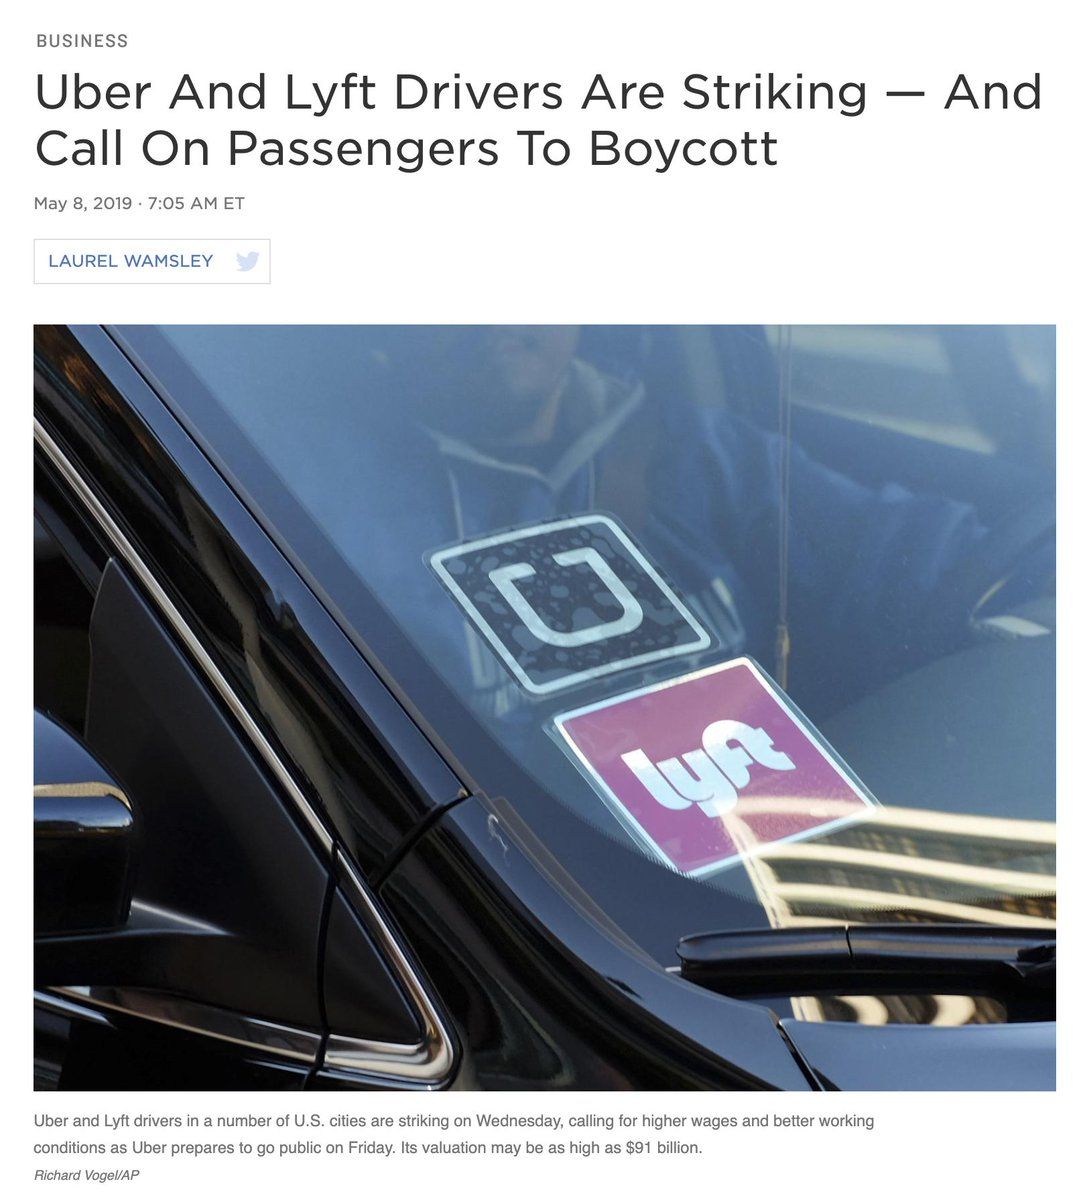 BUSINESS
Uber And Lyft Drivers Are Striking — And
Call On Passengers To Boycott
May 8, 2019 · 7:05 AM ET
LAUREL WAMSLEY
U
lyft
Uber and Lyft drivers in a number of U.S. cities are striking on Wednesday, calling for higher wages and better working
conditions as Uber prepares to go public on Friday. Its valuation may be as high as $91 billion.
Richard Vogel/AP